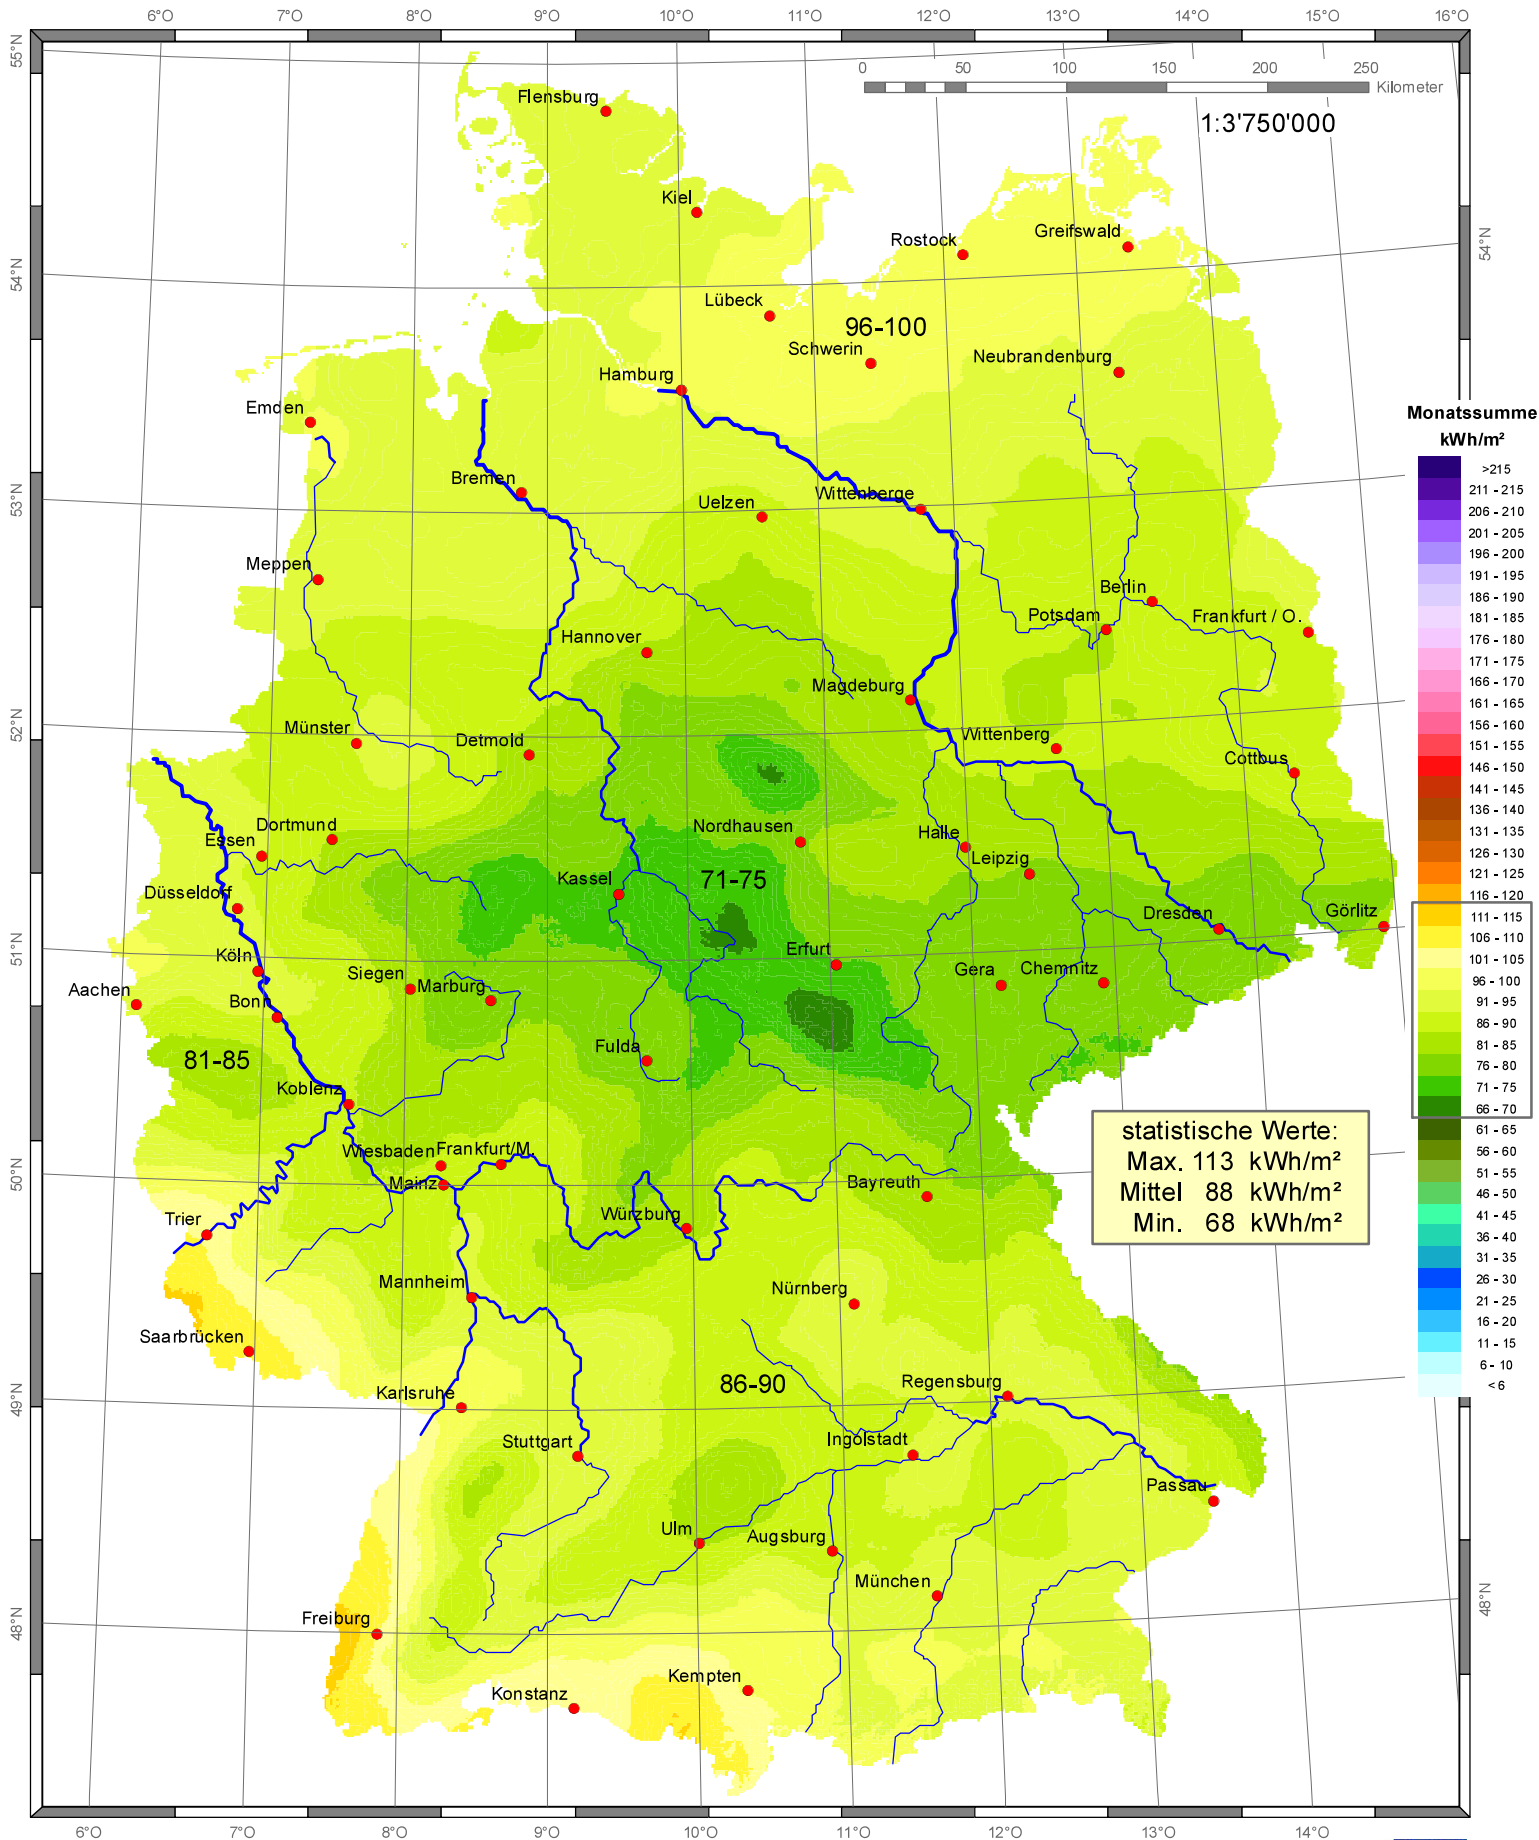 6°O 7°O 8°O 9°O 10°O 11°O 12°O 13°O 14°O 15°O 16°O
55°N
0 50 100 150 200 250
Kilometer
1:3'750'000
Flensburg
Kiel
Greifswald
Rostock
54°N
54°N
Lübeck
96-100
Schwerin
Neubrandenburg
Hamburg
Emden
Monatssumme
kWh/m²
>215
211 - 215
206 - 210
201 - 205
196 - 200
191 - 195
186 - 190
181 - 185
176 - 180
171 - 175
166 - 170
161 - 165
156 - 160
151 - 155
146 - 150
141 - 145
136 - 140
131 - 135
126 - 130
121 - 125
116 - 120
111 - 115
106 - 110
101 - 105
96 - 100
91 - 95
86 - 90
81 - 85
76 - 80
71 - 75
66 - 70
61 - 65
56 - 60
51 - 55
46 - 50
41 - 45
36 - 40
31 - 35
26 - 30
21 - 25
16 - 20
11 - 15
6 - 10
< 6
Bremen
53°N
Wittenberge
Uelzen
Meppen
Berlin
Potsdam
Frankfurt / O.
Hannover
Magdeburg
52°N
Münster
Detmold
Wittenberg
Cottbus
Dortmund
Nordhausen
Essen
Halle
Leipzig
Kassel
71-75
Düsseldorf
Dresden
Görlitz
51°N
Köln
Erfurt
Siegen
Gera
Chemnitz
Aachen
Marburg
Bonn
Fulda
81-85
Koblenz
statistische Werte:
Max. 113 kWh/m²
Mittel 88 kWh/m²
Min. 68 kWh/m²
50°N
50°N
Wiesbaden
Frankfurt/M.
Mainz
Bayreuth
Trier
Würzburg
Mannheim
Nürnberg
Saarbrücken
49°N
49°N
Karlsruhe
86-90
Regensburg
Stuttgart
Ingolstadt
Passau
Ulm
Augsburg
München
48°N
48°N
Freiburg
Kempten
Konstanz
6°O 7°O 8°O 9°O 10°O 11°O 12°O 13°O 14°O